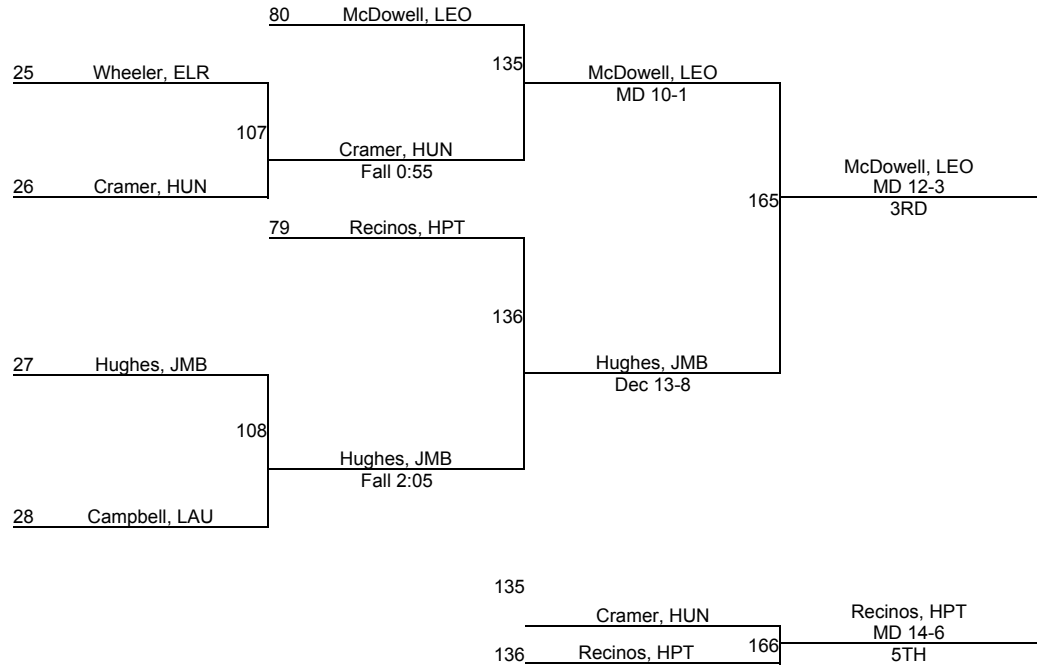 80 McDowell, LEO
135
25 Wheeler, ELR
McDowell, LEO
MD 10-1
107
Cramer, HUN
Fall 0:55
26 Cramer, HUN
McDowell, LEO
MD 12-3
3RD
165
79 Recinos, HPT
136
27 Hughes, JMB
Hughes, JMB
Dec 13-8
108
Hughes, JMB
Fall 2:05
28 Campbell, LAU
135
Cramer, HUN
Recinos, HPT
MD 14-6
5TH
166
136 Recinos, HPT